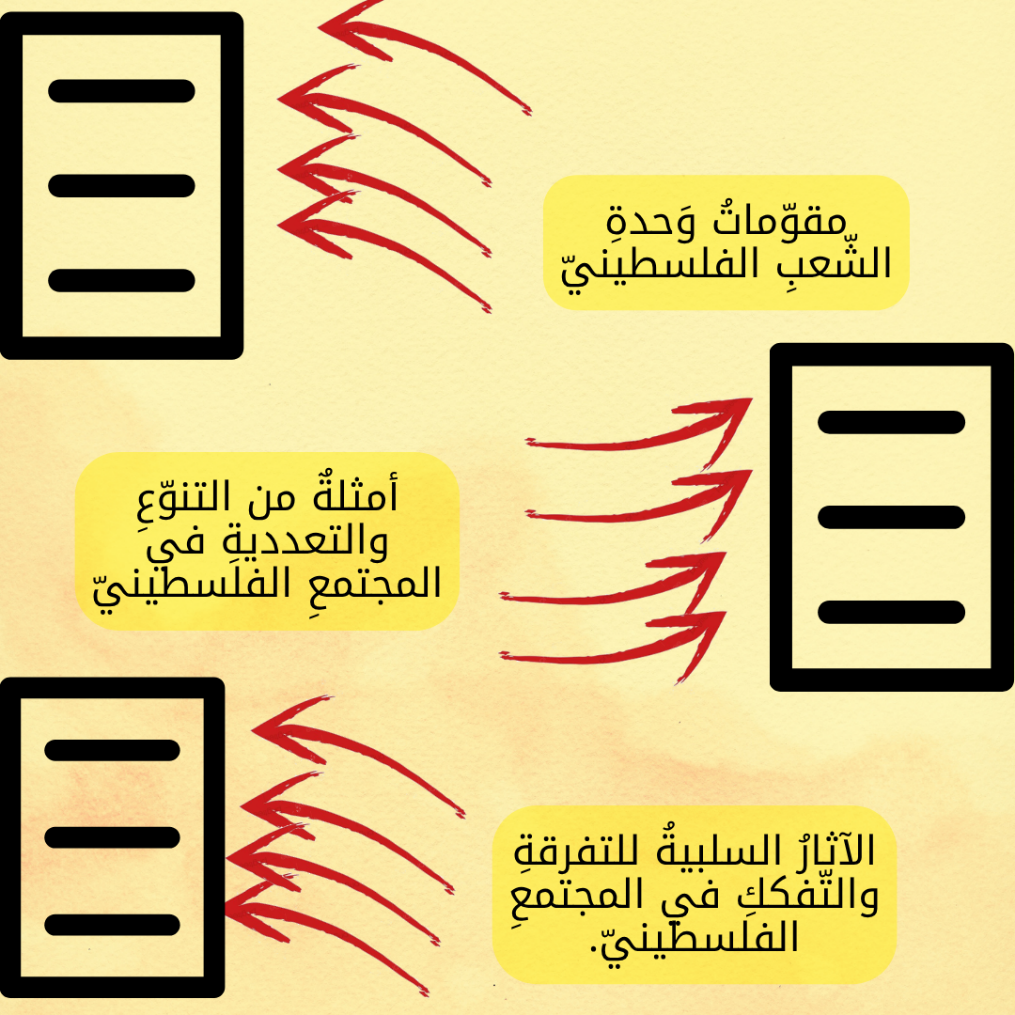 مقوّماتُ وَحدةِ
الشّعبِ الفلسطينيّ
أمثلةٌ من التنوّعِ
والتعدديةِ في
المجتمعِ الفلسطينيّ
الآثارُ السلبيةُ للتفرقةِ
والتّفككِ في المجتمعِ
الفلسطينيّ.